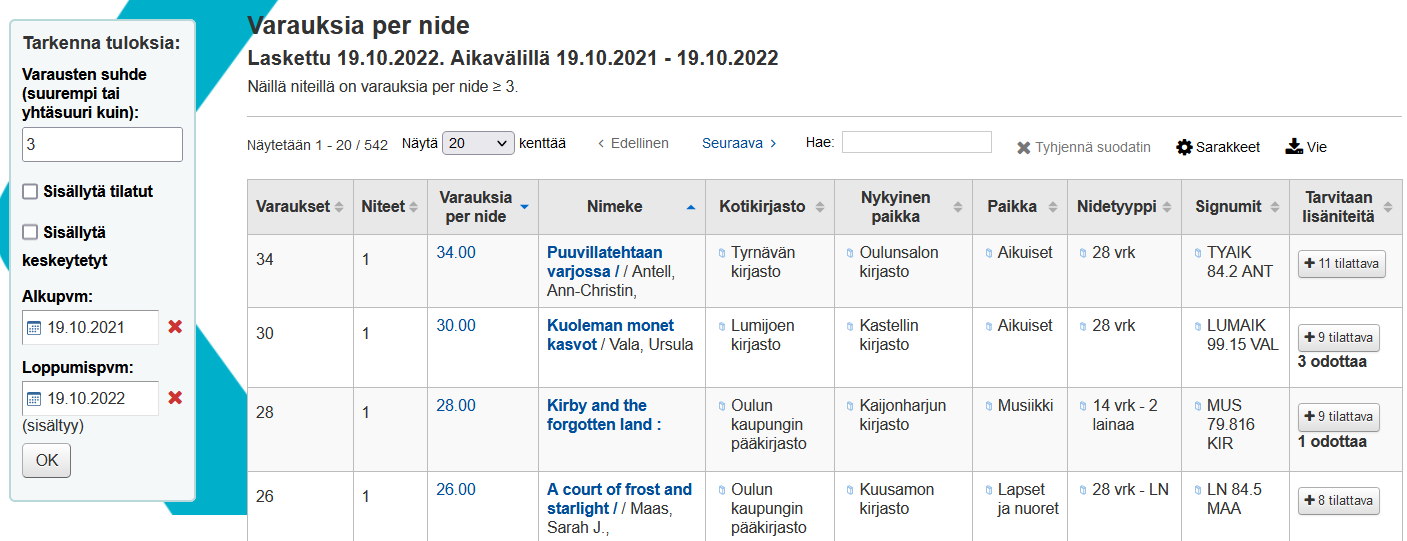 Tarkenna tuloksia:
Varausten suhde
(suurempi tai
yhtäsuuri kuin):
3
Sisällytä tilatut
Sisällytä
keskeytetyt
Alkupvm:
19.10.2021
Loppumispvm:
19.10.2022
(sisältyy)
OK
Varauksia per nide
Laskettu 19.10.2022. Aikavälillä 19.10.2021 - 19.10.2022
Näillä niteillä on varauksia per nide ≥ 3.
Näytetään 1 - 20 / 542 Näytä 20 kenttää Edellinen Seuraava Hae: Tyhjennä suodatin Sarakkeet Vie
Varaukset Niteet Varauksia per nide Nimeke Kotikirjasto Nykyinen paikka Paikka Nidetyyppi Signumit Tarvitaan lisäniteitä
34 1 34.00 Puuvillatehtaan varjossa / / Antell, Ann-Christin, Tyrnävän kirjasto Oulunsalon kirjasto Aikuiset 28 vrk TYAIK 84.2 ANT + 11 tilattava
30 1 30.00 Kuoleman monet kasvot / Vala, Ursula Lumijoen kirjasto Kastellin kirjasto Aikuiset 28 vrk LUMAIK 99.15 VAL + 9 tilattava 3 odottaa
28 1 28.00 Kirby and the forgotten land : Oulun kaupungin pääkirjasto Kaijonharjun kirjasto Musiikki 14 vrk - 2 lainaa MUS 79.816 KIR + 9 tilattava 1 odottaa
26 1 26.00 A court of frost and starlight / / Maas, Sarah J., Oulun kaupungin pääkirjasto Kuusamon kirjasto Lapset ja nuoret 28 vrk - LN LN 84.5 MAA + 8 tilattava